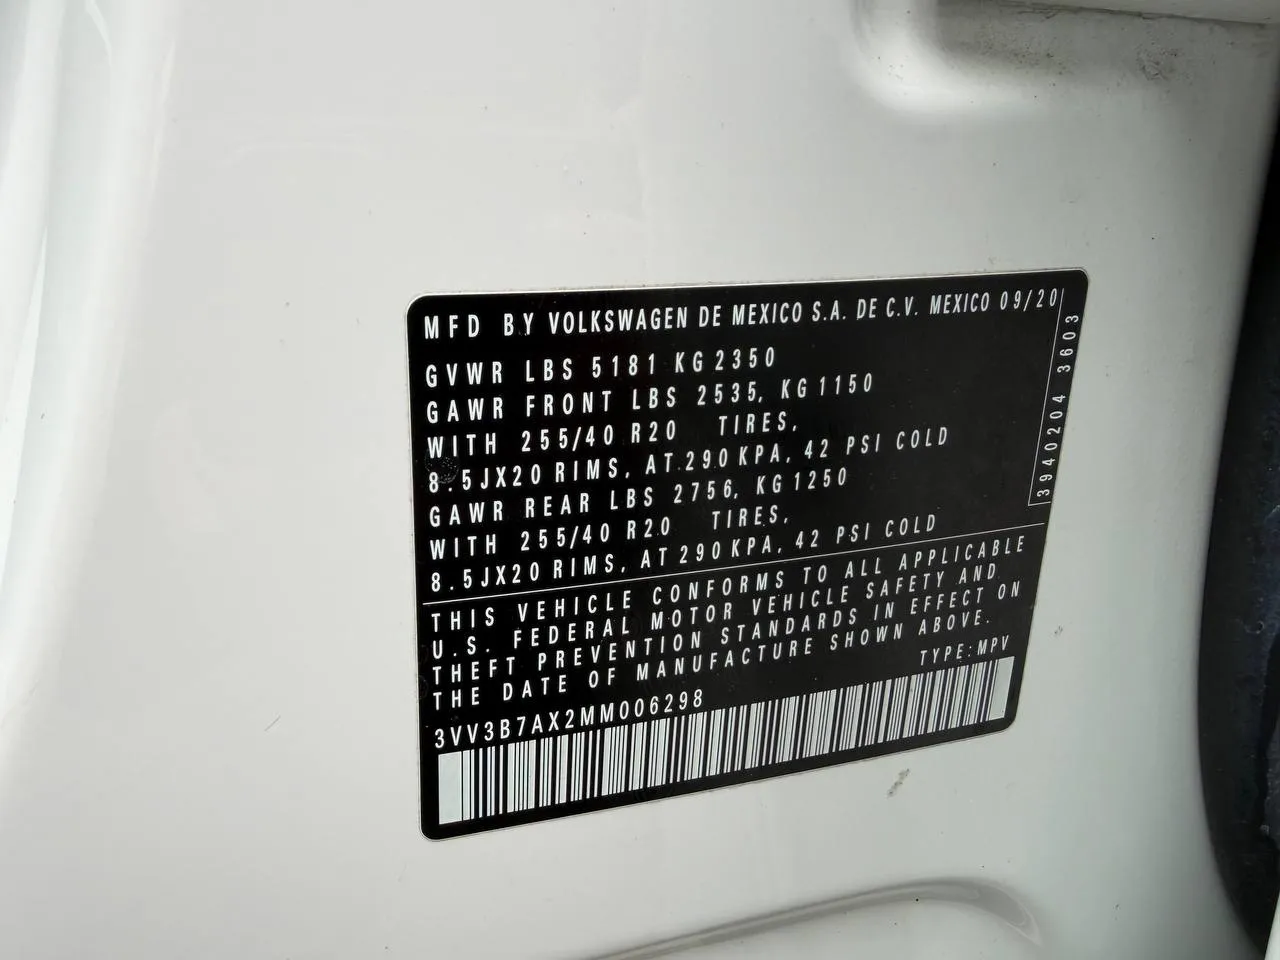 MFD BY VOLKSWAGEN DE MEXICO S.A. DE C.V. MEXICO 09/20
GVWR LBS 5181 KG 2350
GAWR FRONT LBS 2535, KG 1150
WITH 255/40 R20 TIRES,
8.5JX20 RIMS, AT 290 KPA, 42 PSI COLD
GAWR REAR LBS 2756, KG 1250
WITH 255/40 R20 TIRES,
8.5JX20 RIMS, AT 290 KPA, 42 PSI COLD
3940204 3603
THIS VEHICLE CONFORMS TO ALL APPLICABLE
U.S. FEDERAL MOTOR VEHICLE SAFETY AND
THEFT PREVENTION STANDARDS IN EFFECT ON
THE DATE OF MANUFACTURE SHOWN ABOVE.
TYPE: MPV
3VV3B7AX2MM006298